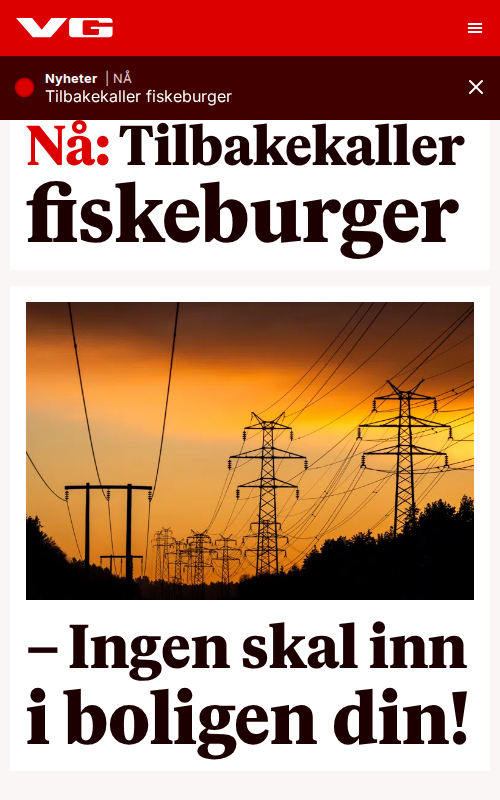 VG
Nyheter | NÅ
Tilbakekaller fiskeburger
Nå: Tilbakekaller
fiskeburger
– Ingen skal inn
i boligen din!